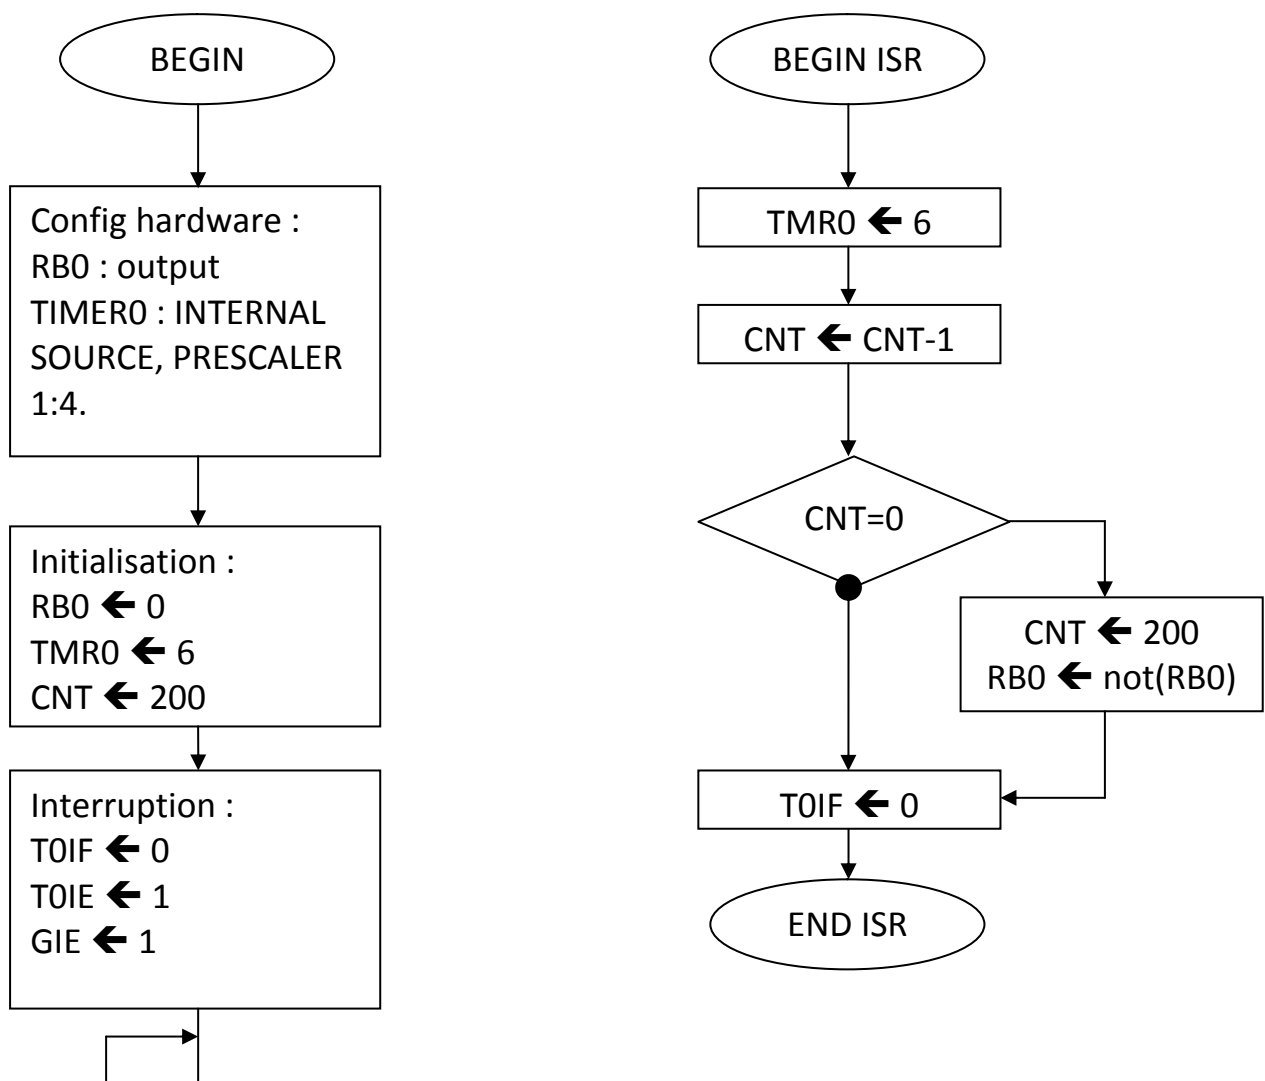 BEGIN
Config hardware :
RB0 : output
TIMER0 : INTERNAL
SOURCE, PRESCALER
1:4.
Initialisation :
RB0 🡸 0
TMR0 🡸 6
CNT 🡸 200
Interruption :
T0IF 🡸 0
T0IE 🡸 1
GIE 🡸 1
BEGIN ISR
TMR0 🡸 6
CNT 🡸 CNT-1
CNT=0
CNT 🡸 200
RB0 🡸 not(RB0)
T0IF 🡸 0
END ISR